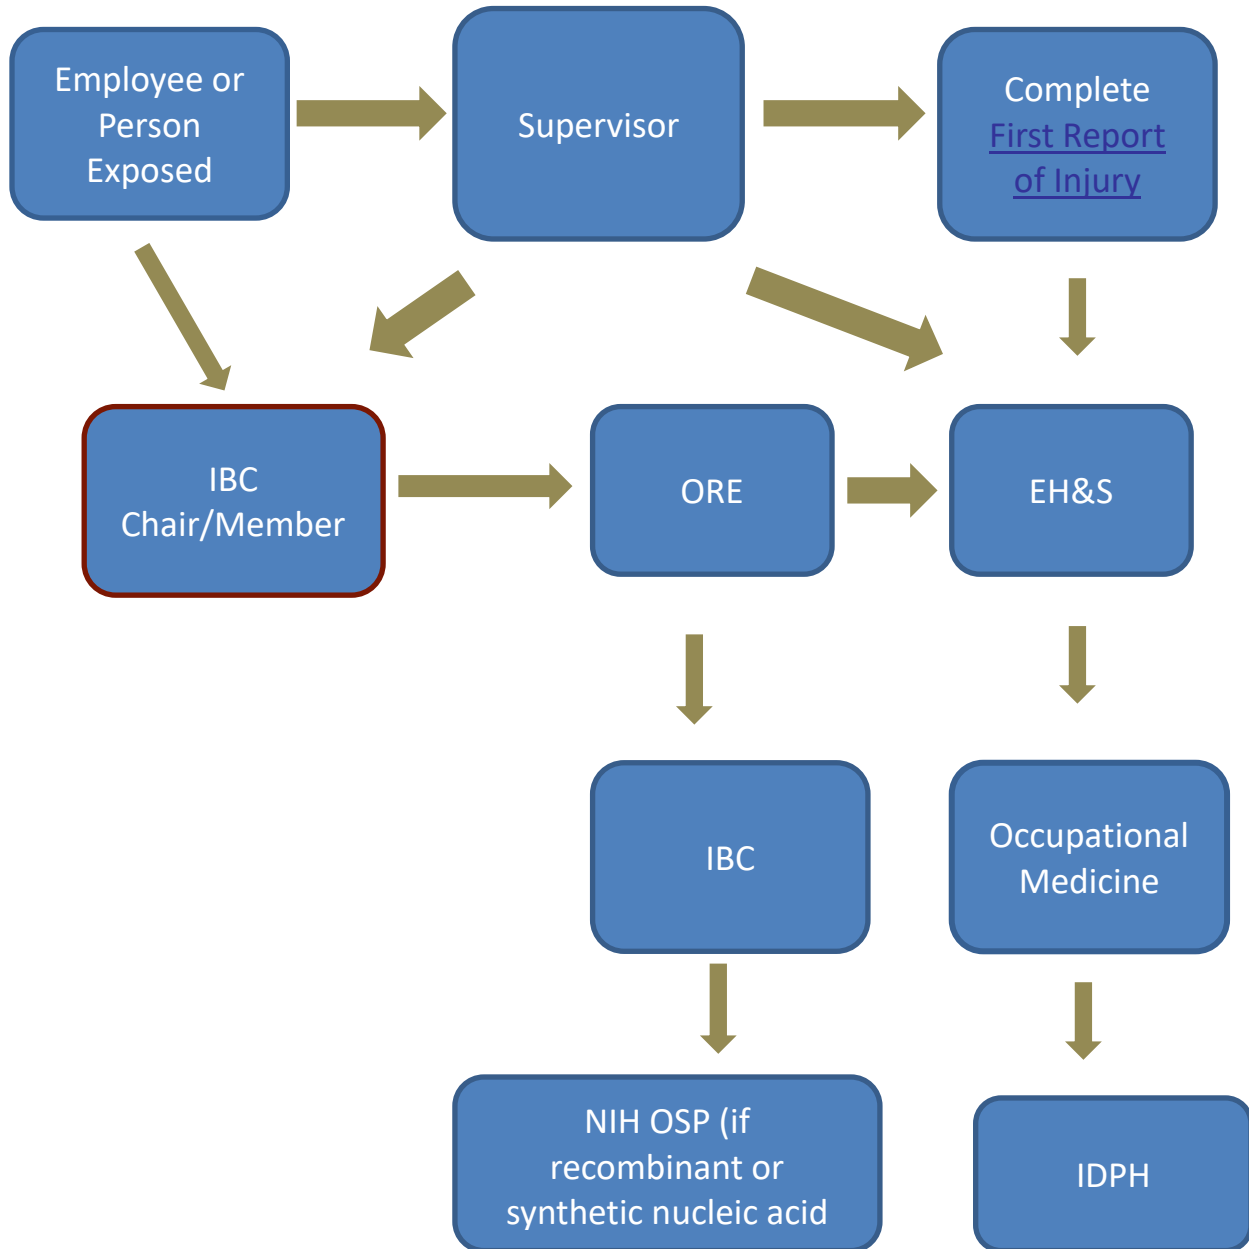 Employee or
Person
Exposed
Supervisor
Complete
First Report
of Injury
IBC
Chair/Member
ORE
EH&S
IBC
Occupational
Medicine
NIH OSP (if
recombinant or
synthetic nucleic acid
IDPH